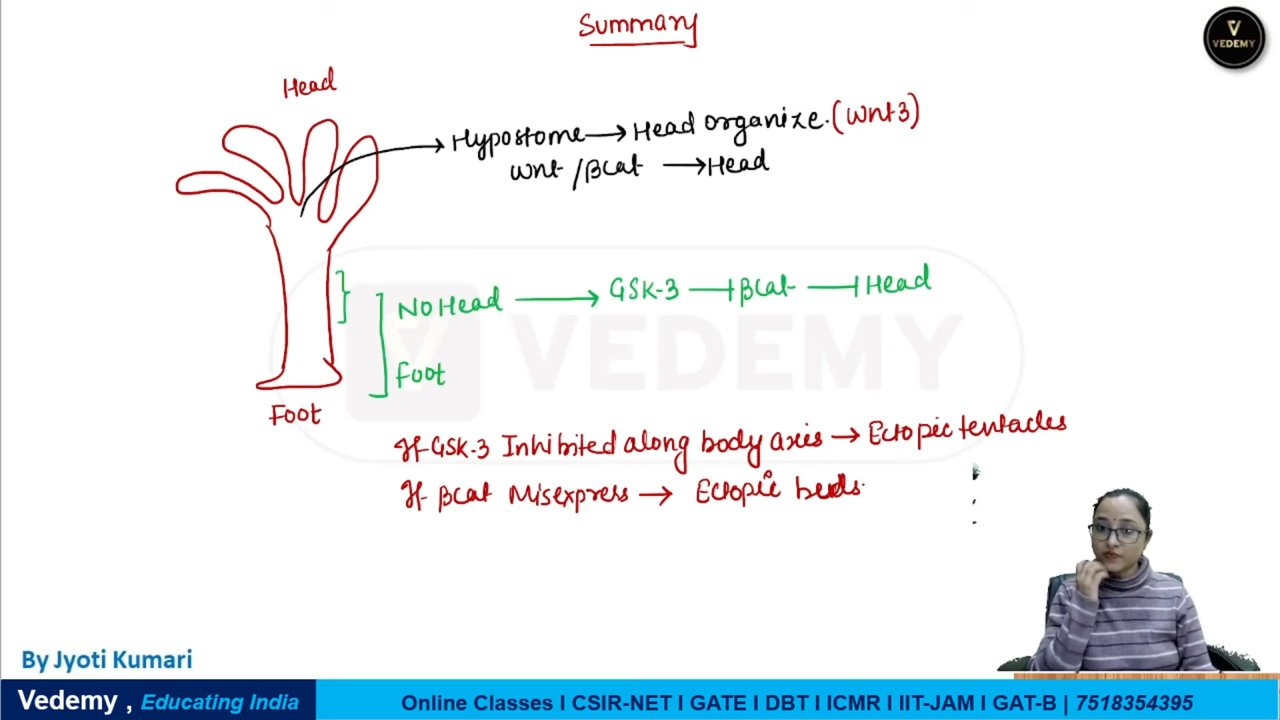 Summary
VEDEMY
Head
Hypostome → Head organize. (Wnt3)
Wnt /βcat → Head
No Head → GSK-3 ⊣ βcat ⊣ Head
VEDEMY
Foot
Foot
If GSK-3 Inhibited along body axis → Ectopic tentacles
If βcat Misexpress → Ectopic buds.
By Jyoti Kumari
Vedemy , Educating India
Online Classes I CSIR-NET I GATE I DBT I ICMR I IIT-JAM I GAT-B | 7518354395